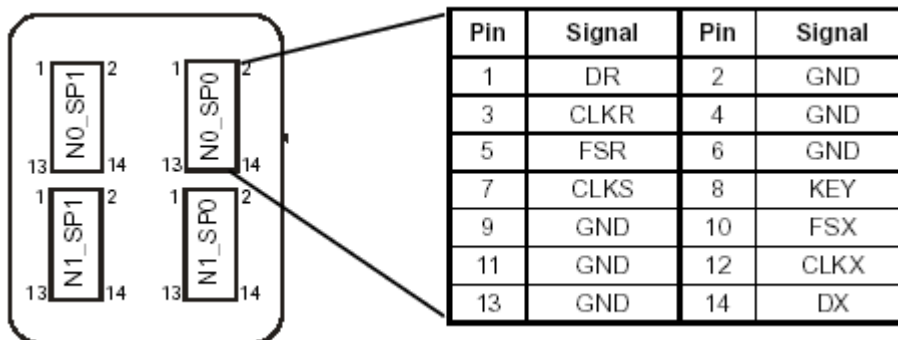 1 2 1 2
N0_SP1 N0_SP0
13 14 13 14
1 2 1 2
N1_SP1 N1_SP0
13 14 13 14
Pin Signal Pin Signal
1 DR 2 GND
3 CLKR 4 GND
5 FSR 6 GND
7 CLKS 8 KEY
9 GND 10 FSX
11 GND 12 CLKX
13 GND 14 DX